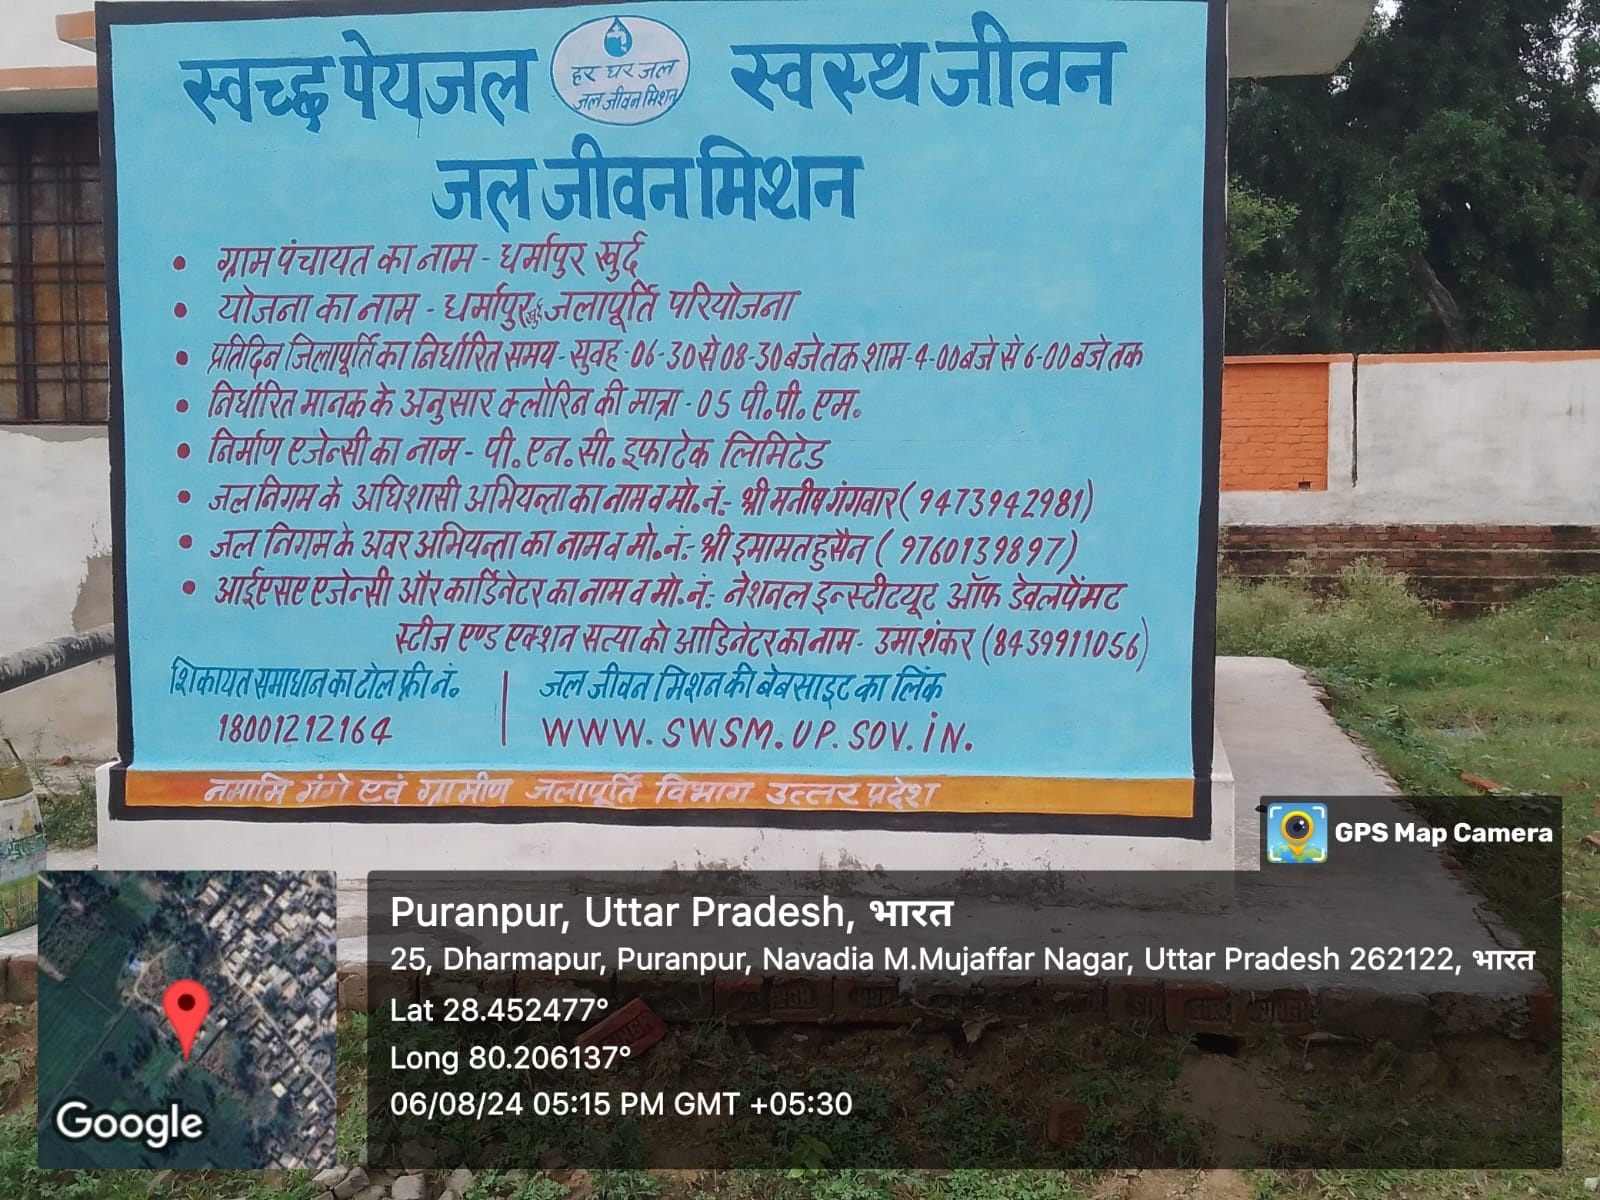 स्वच्छ पेयजल
हर घर जल
जल जीवन मिशन
स्वस्थ जीवन
जल जीवन मिशन
• ग्राम पंचायत का नाम - धर्मापुर खुर्द
• योजना का नाम - धर्मापुर खुर्द जलापूर्ति परियोजना
• प्रतिदिन जिलापूर्ति का निर्धारित समय - सुवह - 06-30 से 08-30 बजे तक शाम - 4-00 बजे से 6-00 बजे तक
• निर्धारित मानक के अनुसार क्लोरिन की मात्रा - 05 पी. पी. एम.
• निर्माण एजेन्सी का नाम - पी. एन. सी. इफाटेक लिमिटेड
• जल निगम के अधिशासी अभियन्ता का नाम व मो. नं:- श्री मनीष गंगवार (9473942981)
• जल निगम के अवर अभियन्ता का नाम व मो. नं:- श्री इमामत हुसैन (9760139897)
• आईएसए एजेन्सी और कार्डिनेटर का नाम व मो. नं: नेशनल इन्स्टीटयूट ऑफ डेवलपेंमट
स्टीज एण्ड एक्शन सत्या को आडिनेटर का नाम - उमाशंकर (8439911056)
शिकायत समाधान का टोल फ्री नं.
18001212164
जल जीवन मिशन की बेबसाइट का लिंक
WWW. SWSM. UP. SOV. iN.
नमामि गंगे एवं ग्रामीण जलापूर्ति विभाग उत्तर प्रदेश
GPS Map Camera
Puranpur, Uttar Pradesh, भारत
25, Dharmapur, Puranpur, Navadia M.Mujaffar Nagar, Uttar Pradesh 262122, भारत
Lat 28.452477°
Long 80.206137°
06/08/24 05:15 PM GMT +05:30
Google